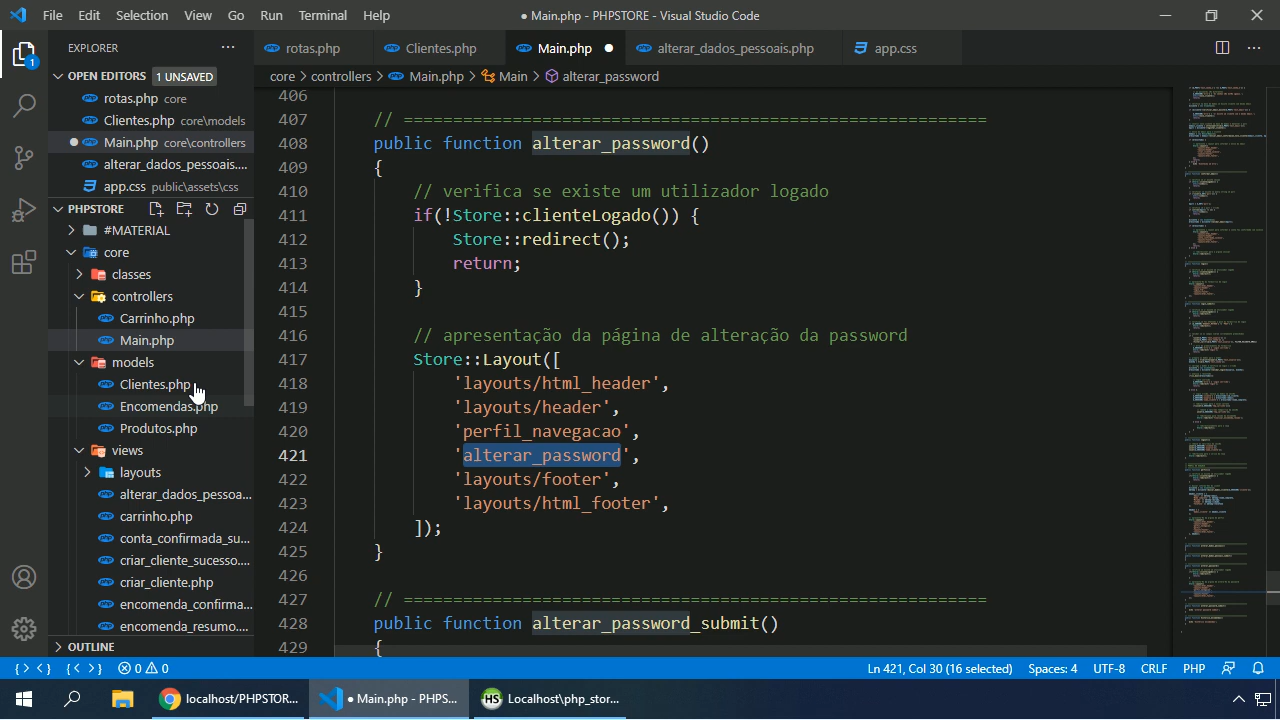 File Edit Selection View Go Run Terminal Help
● Main.php - PHPSTORE - Visual Studio Code
EXPLORER
rotas.php
Clientes.php
Main.php
alterar_dados_pessoais.php
app.css
OPEN EDITORS 1 UNSAVED
rotas.php core
Clientes.php core\models
Main.php core\controllers
alterar_dados_pessoais....
app.css public\assets\css
PHPSTORE
#MATERIAL
core
classes
controllers
Carrinho.php
Main.php
models
Clientes.php
Encomendas.php
Produtos.php
views
layouts
alterar_dados_pessoa...
carrinho.php
conta_confirmada_su...
criar_cliente_sucesso....
criar_cliente.php
encomenda_confirma...
encomenda_resumo....
OUTLINE
1
core > controllers > Main.php > Main > alterar_password
406
407 // ===========================================================
408 public function alterar_password()
409 {
410 // verifica se existe um utilizador logado
411 if(!Store::clienteLogado()) {
412 Store::redirect();
413 return;
414 }
415
416 // apresentação da página de alteração da password
417 Store::Layout([
418 'layouts/html_header',
419 'layouts/header',
420 'perfil_navegacao',
421 'alterar_password',
422 'layouts/footer',
423 'layouts/html_footer',
424 ]);
425 }
426
427 // ===========================================================
428 public function alterar_password_submit()
429 {
0 0
Ln 421, Col 30 (16 selected) Spaces: 4 UTF-8 CRLF PHP
localhost/PHPSTOR...
● Main.php - PHPS...
HS Localhost\php_stor...